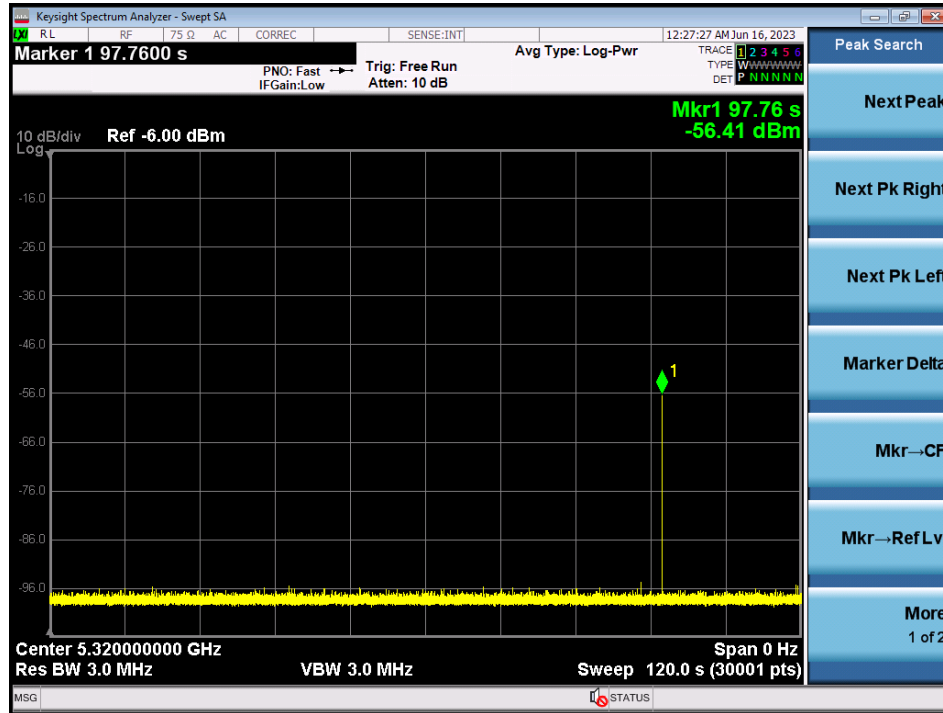 Keysight Spectrum Analyzer - Swept SA
LXI RL RF 75 Ω AC CORREC SENSE:INT 12:27:27 AM Jun 16, 2023
Marker 1 97.7600 s
PNO: Fast
IFGain:Low
Trig: Free Run
Atten: 10 dB
Avg Type: Log-Pwr
TRACE 1 2 3 4 5 6
TYPE WWWWWW
DET P N N N N N
Mkr1 97.76 s
-56.41 dBm
10 dB/div Ref -6.00 dBm
Log
-16.0
-26.0
-36.0
-46.0
-56.0
-66.0
-76.0
-86.0
-96.0
1
Center 5.320000000 GHz Span 0 Hz
Res BW 3.0 MHz VBW 3.0 MHz Sweep 120.0 s (30001 pts)
MSG STATUS
Peak Search
Next Peak
Next Pk Right
Next Pk Left
Marker Delta
Mkr→CF
Mkr→Ref Lv
More
1 of 2